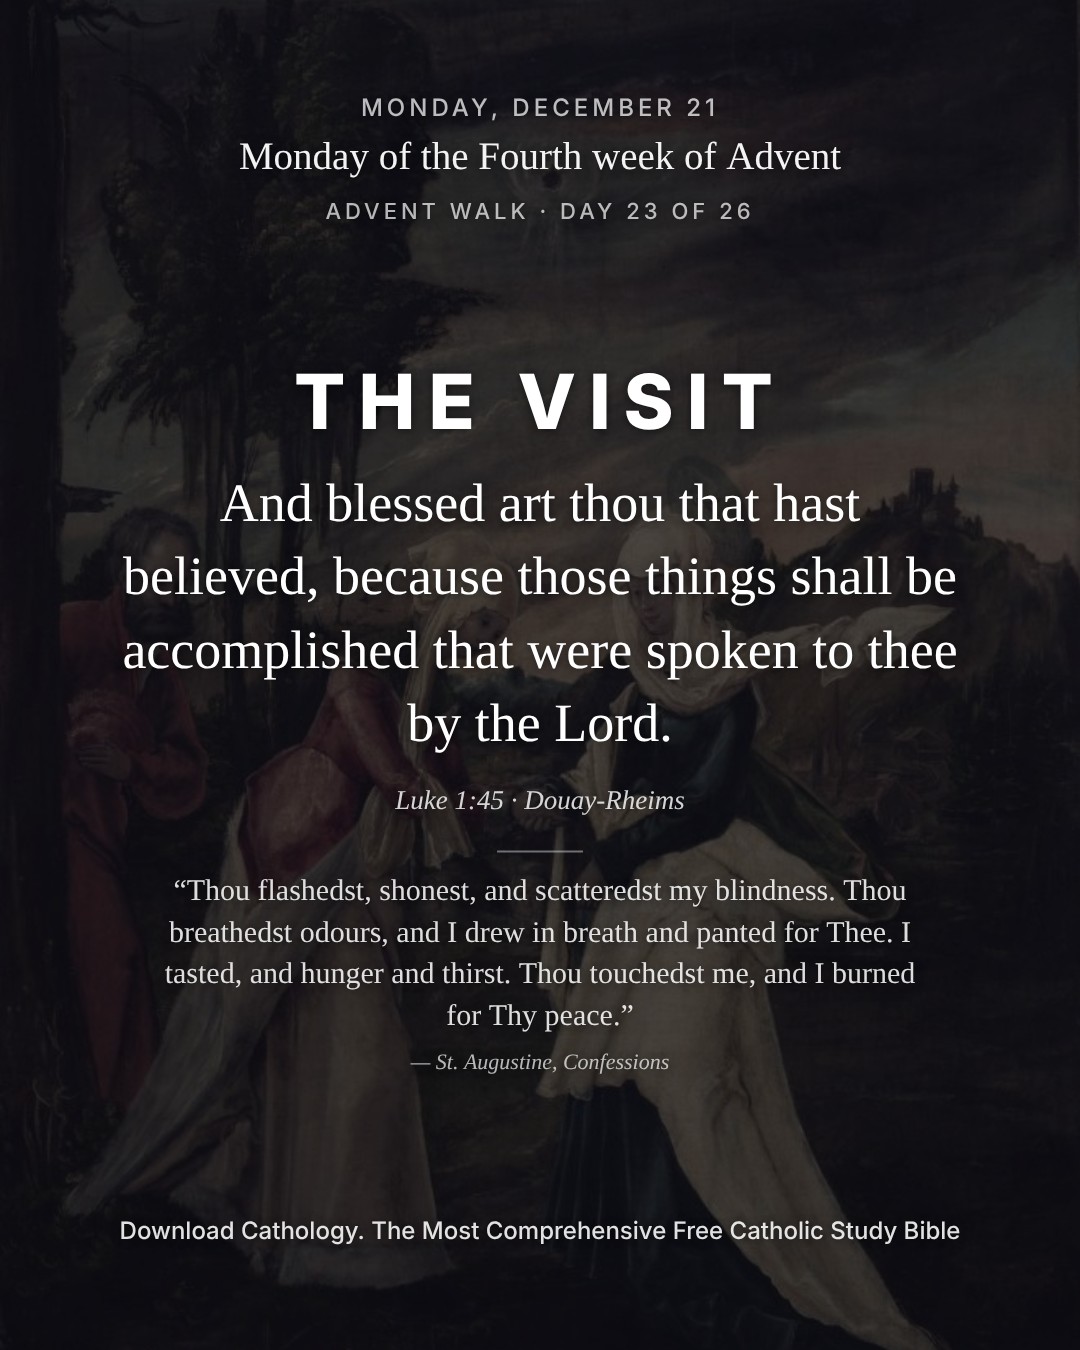 MONDAY, DECEMBER 21
Monday of the Fourth week of Advent
ADVENT WALK · DAY 23 OF 26
THE VISIT
And blessed art thou that hast
believed, because those things shall be
accomplished that were spoken to thee
by the Lord.
Luke 1:45 · Douay-Rheims
“Thou flashedst, shonest, and scatteredst my blindness. Thou
breathedst odours, and I drew in breath and panted for Thee. I
tasted, and hunger and thirst. Thou touchedst me, and I burned
for Thy peace.”
— St. Augustine, Confessions
Download Cathology. The Most Comprehensive Free Catholic Study Bible